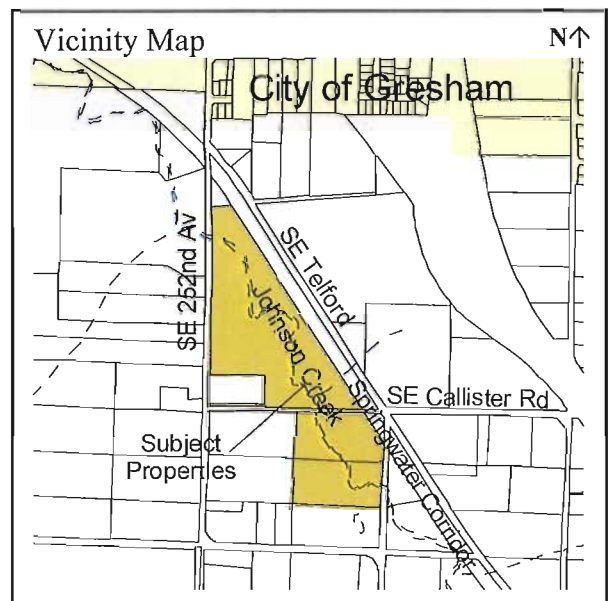 Vicinity Map
N↑
City of Gresham
SE 252nd Av
SE Telford
Johnson Creek
SE Callister Rd
Springwater Corridor
Subject
Properties